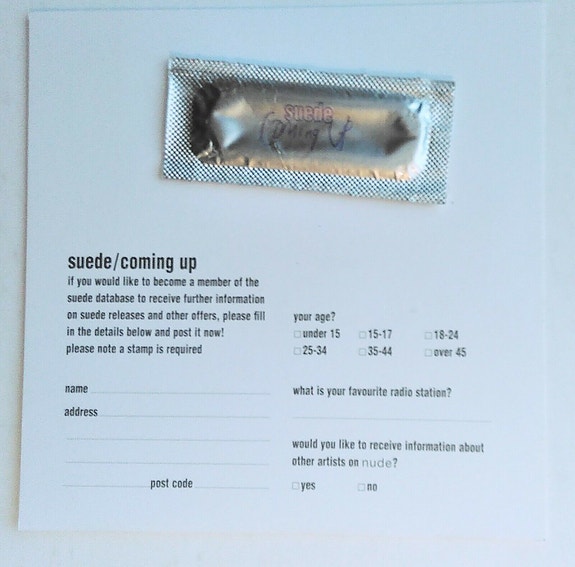 suede
Coming Up
suede/coming up
if you would like to become a member of the
suede database to receive further information
on suede releases and other offers, please fill
in the details below and post it now!
please note a stamp is required
name
address
post code
your age?
under 15 15-17 18-24
25-34 35-44 over 45
what is your favourite radio station?
would you like to receive information about
other artists on nude?
yes no